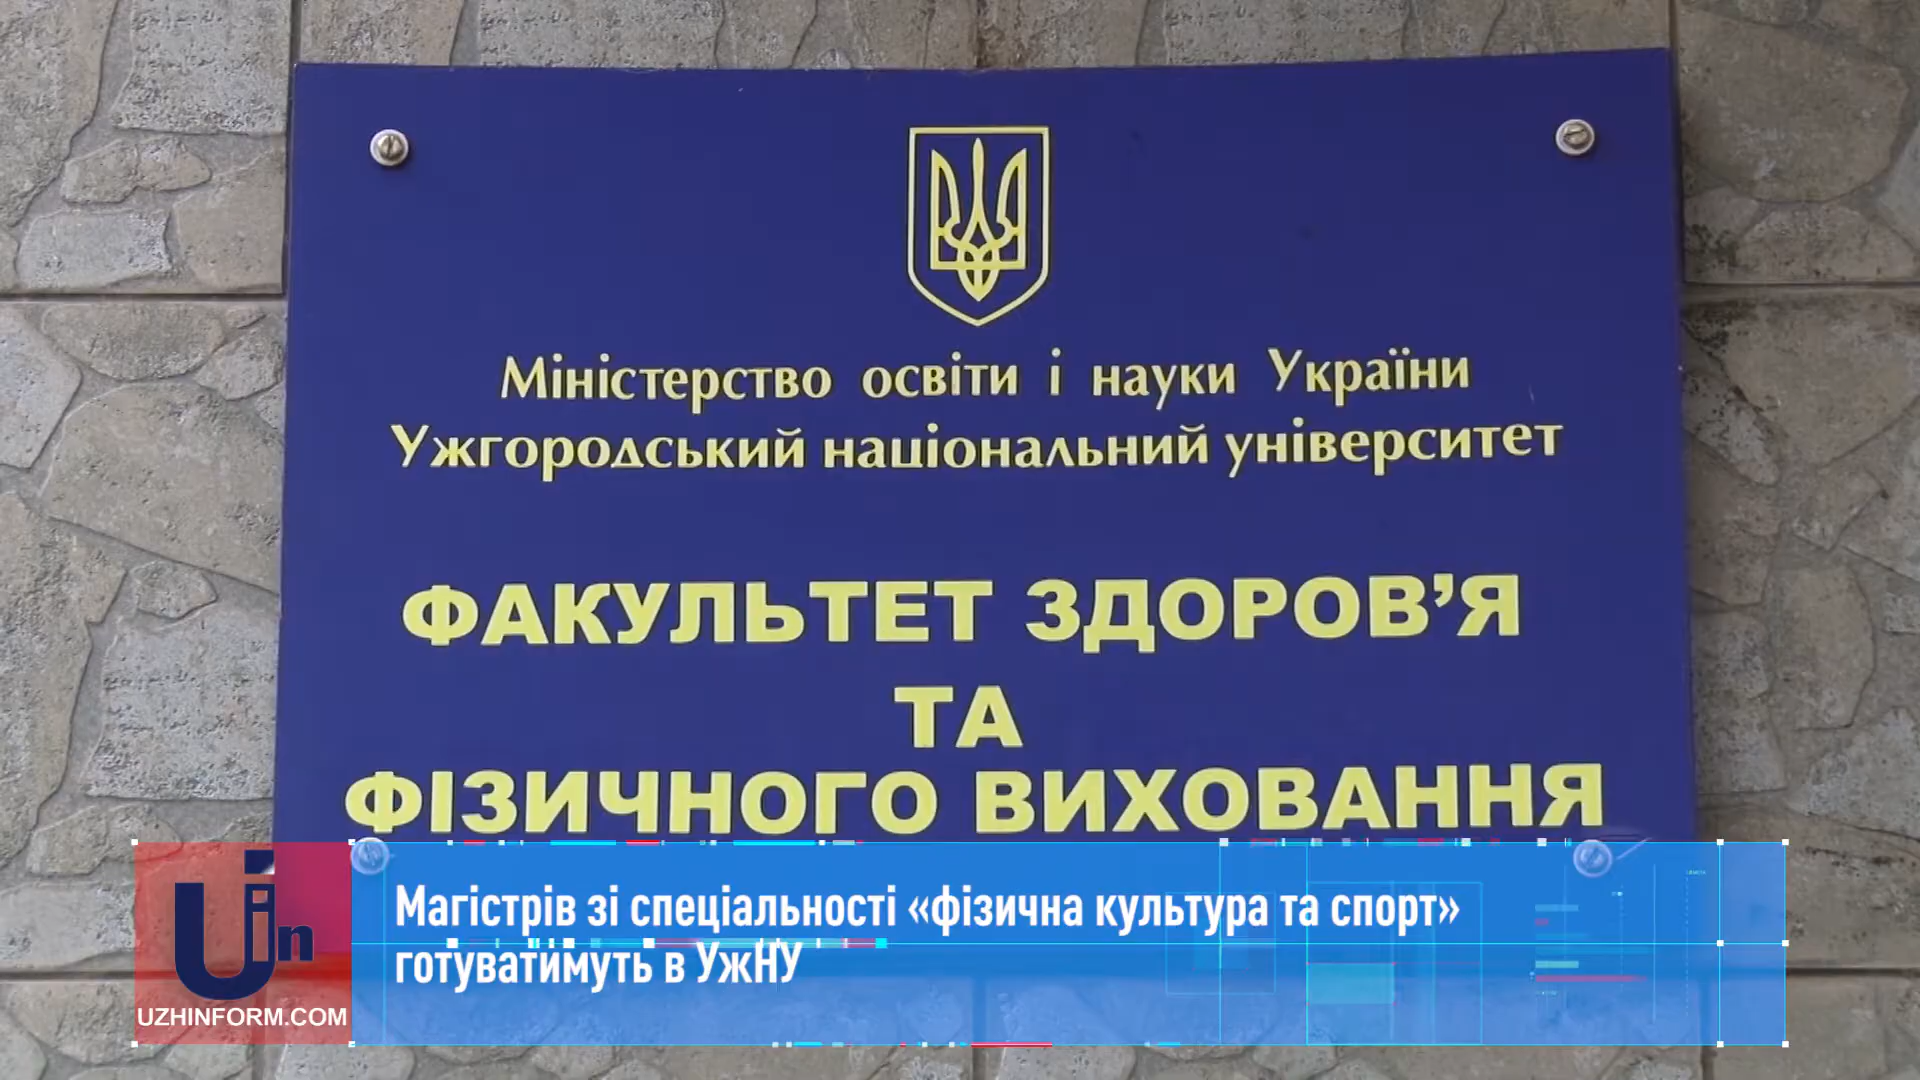 Міністерство освіти і науки України
Ужгородський національний університет
ФАКУЛЬТЕТ ЗДОРОВ’Я
ТА
ФІЗИЧНОГО ВИХОВАННЯ
Uin
UZHINFORM.COM
Магістрів зі спеціальності «фізична культура та спорт»
готуватимуть в УжНУ